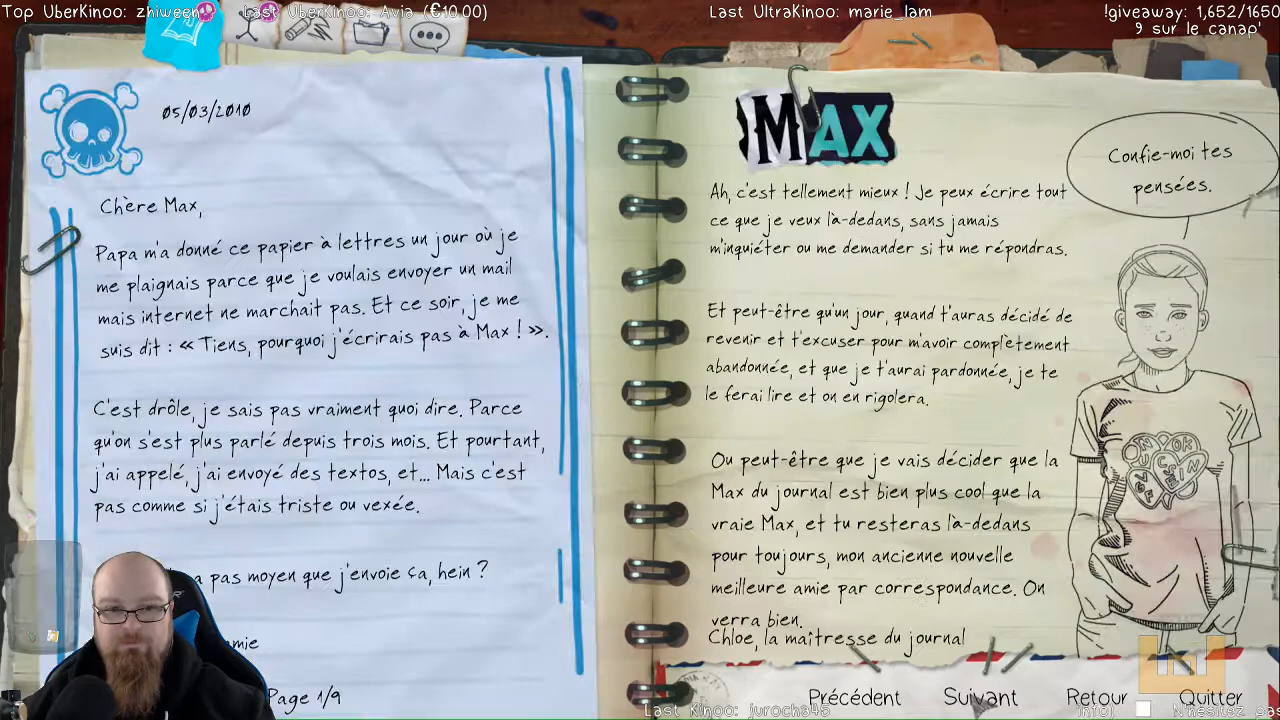 Top UberKinoo: zhiween
Last UberKinoo: Avia (€10.00)
Last UltraKinoo: marie_lam
!giveaway: 1,652/1650
9 sur le canap'
05/03/2010
Chère Max,
Papa m'a donné ce papier à lettres un jour où je
me plaignais parce que je voulais envoyer un mail
mais internet ne marchait pas. Et ce soir, je me
suis dit : « Tiens, pourquoi j'écrirais pas à Max ! ».
C'est drôle, je sais pas vraiment quoi dire. Parce
qu'on s'est plus parlé depuis trois mois. Et pourtant,
j'ai appelé, j'ai envoyé des textos, et... Mais c'est
pas comme si j'étais triste ou vexée.
a pas moyen que j'envoie ça, hein ?
amie
Page 1/9
MAX
Ah, c'est tellement mieux ! Je peux écrire tout
ce que je veux là-dedans, sans jamais
m'inquiéter ou me demander si tu me répondras.
Et peut-être qu'un jour, quand t'auras décidé de
revenir et t'excuser pour m'avoir complètement
abandonnée, et que je t'aurai pardonnée, je te
le ferai lire et on en rigolera.
Ou peut-être que je vais décider que la
Max du journal est bien plus cool que la
vraie Max, et tu resteras là-dedans
pour toujours, mon ancienne nouvelle
meilleure amie par correspondance. On
verra bien.
Chloe, la maîtresse du journal
Confie-moi tes
pensées.
Précédent
Suivant
Retour
Quitter
Last Kinoo: jurocha45
N'hésitez pas